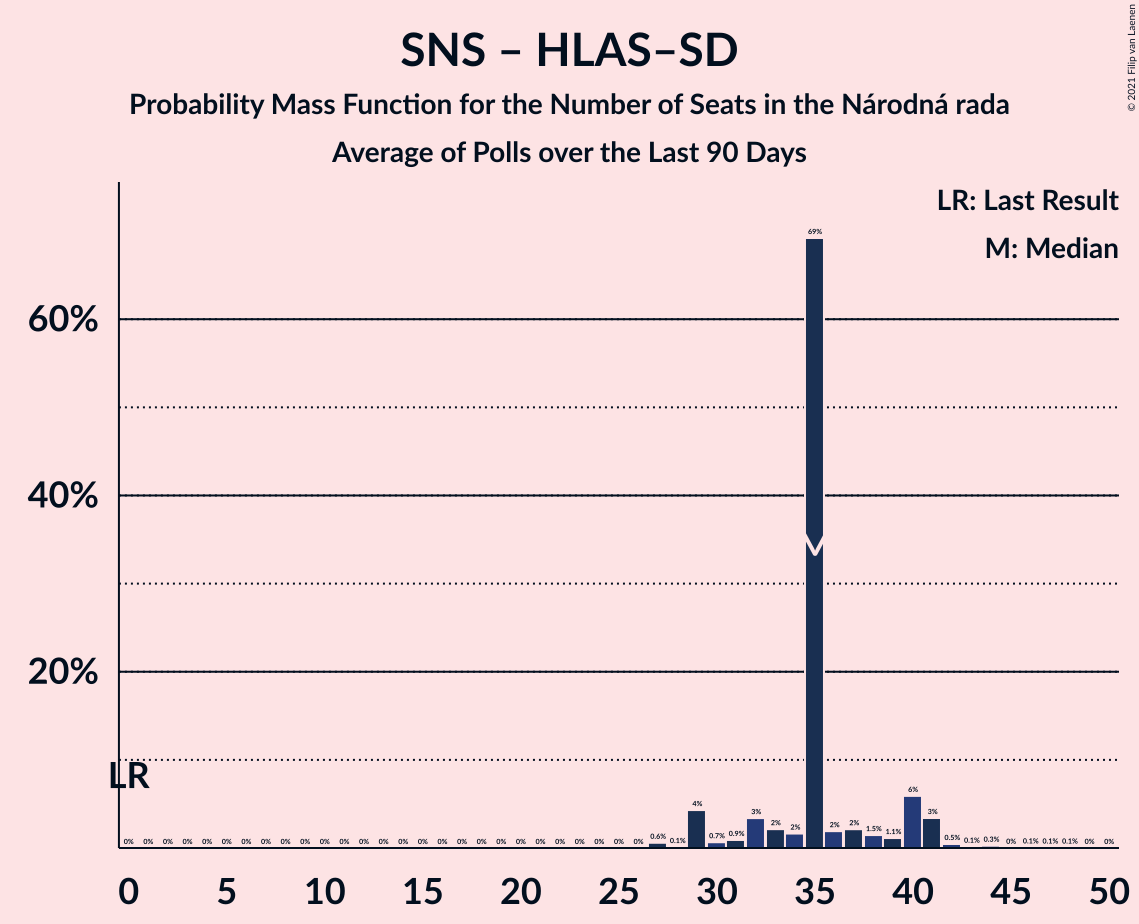 SNS – HLAS–SD
Probability Mass Function for the Number of Seats in the Národná rada
Average of Polls over the Last 90 Days
© 2021 Filip van Laenen
LR: Last Result
M: Median
60%
40%
20%
LR
M
0% 0% 0% 0% 0% 0% 0% 0% 0% 0% 0% 0% 0% 0% 0% 0% 0% 0% 0% 0% 0% 0% 0% 0% 0% 0% 0% 0.6% 0.1% 4% 0.7% 0.9% 3% 2% 2% 69% 2% 2% 1.5% 1.1% 6% 3% 0.5% 0.1% 0.3% 0% 0.1% 0.1% 0.1% 0% 0%
0 5 10 15 20 25 30 35 40 45 50